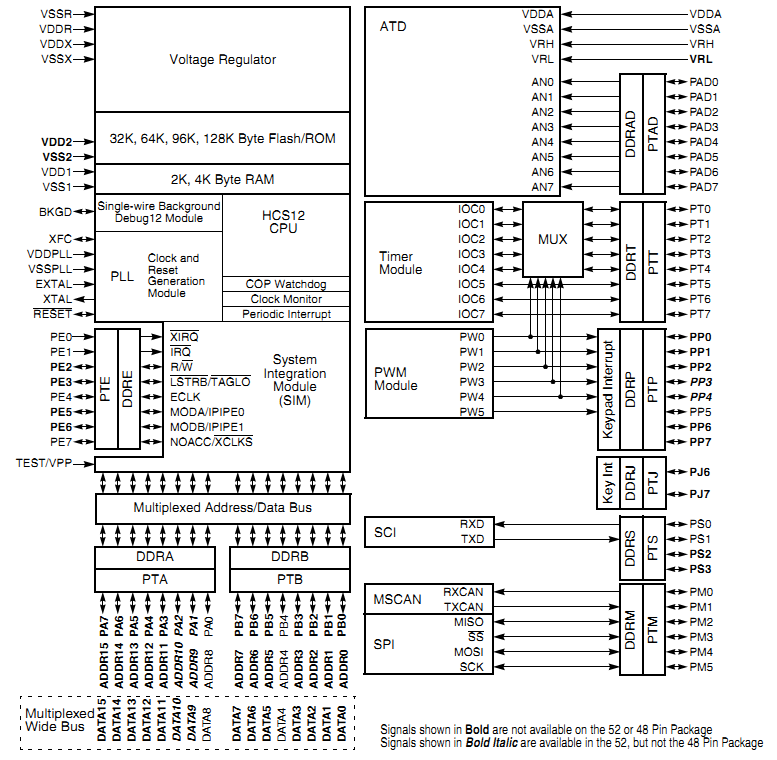 VSSR
VDDR
VDDX
VSSX
Voltage Regulator
32K, 64K, 96K, 128K Byte Flash/ROM
VDD2
VSS2
VDD1
VSS1
2K, 4K Byte RAM
BKGD
Single-wire Background
Debug12 Module
HCS12
CPU
XFC
VDDPLL
VSSPLL
EXTAL
XTAL
RESET
PLL
Clock and
Reset
Generation
Module
COP Watchdog
Clock Monitor
Periodic Interrupt
PE0
PE1
PE2
PE3
PE4
PE5
PE6
PE7
PTE
DDRE
XIRQ
IRQ
R/W
LSTRB/TAGLO
ECLK
MODA/IPIPE0
MODB/IPIPE1
NOACC/XCLKS
System
Integration
Module
(SIM)
TEST/VPP
Multiplexed Address/Data Bus
DDRA
DDRB
PTA
PTB
PA7
PA6
PA5
PA4
PA3
PA2
PA1
PA0
PB7
PB6
PB5
PB4
PB3
PB2
PB1
PB0
ADDR15
ADDR14
ADDR13
ADDR12
ADDR11
ADDR10
ADDR9
ADDR8
ADDR7
ADDR6
ADDR5
ADDR4
ADDR3
ADDR2
ADDR1
ADDR0
Multiplexed
Wide Bus
DATA15
DATA14
DATA13
DATA12
DATA11
DATA10
DATA9
DATA8
DATA7
DATA6
DATA5
DATA4
DATA3
DATA2
DATA1
DATA0
ATD
VDDA
VSSA
VRH
VRL
VDDA
VSSA
VRH
VRL
AN0
AN1
AN2
AN3
AN4
AN5
AN6
AN7
DDRAD
PTAD
PAD0
PAD1
PAD2
PAD3
PAD4
PAD5
PAD6
PAD7
Timer
Module
IOC0
IOC1
IOC2
IOC3
IOC4
IOC5
IOC6
IOC7
MUX
DDRT
PTT
PT0
PT1
PT2
PT3
PT4
PT5
PT6
PT7
PWM
Module
PW0
PW1
PW2
PW3
PW4
PW5
Keypad Interrupt
DDRP
PTP
PP0
PP1
PP2
PP3
PP4
PP5
PP6
PP7
Key Int
DDRJ
PTJ
PJ6
PJ7
SCI
RXD
TXD
DDRS
PTS
PS0
PS1
PS2
PS3
MSCAN
RXCAN
TXCAN
SPI
MISO
SS
MOSI
SCK
DDRM
PTM
PM0
PM1
PM2
PM3
PM4
PM5
Signals shown in Bold are not available on the 52 or 48 Pin Package
Signals shown in Bold Italic are available in the 52, but not the 48 Pin Package